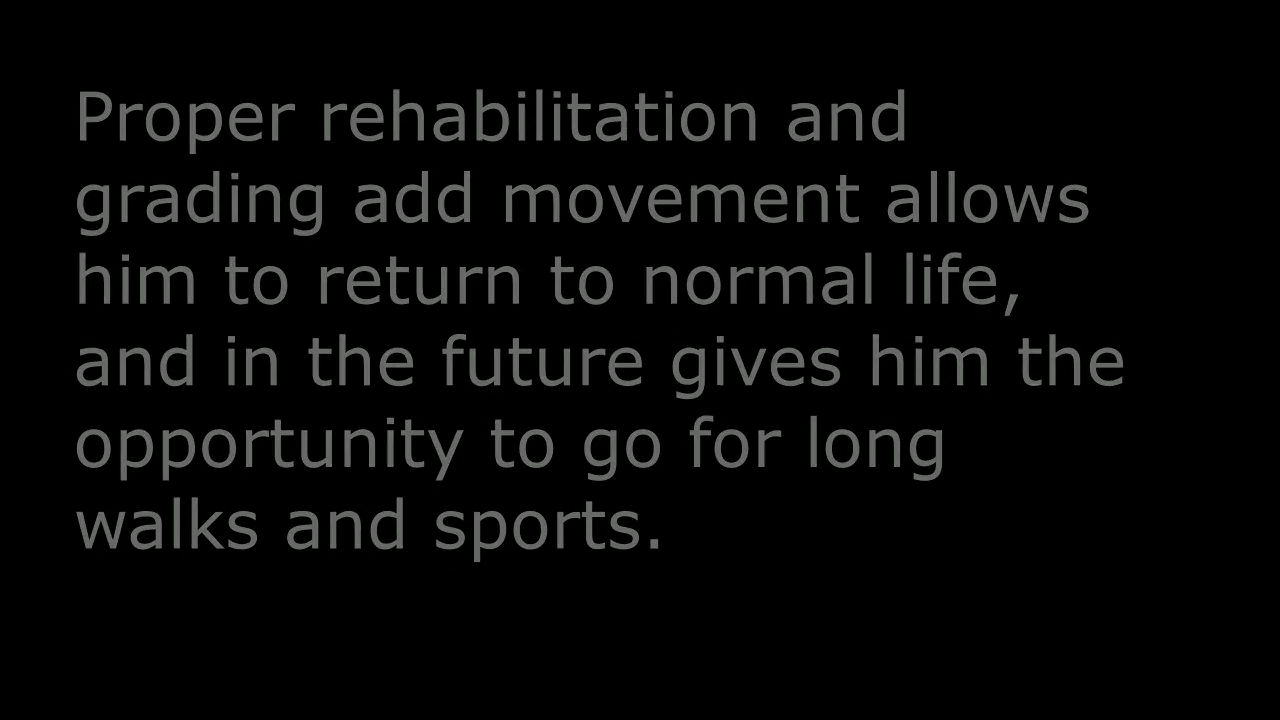 Proper rehabilitation and
grading add movement allows
him to return to normal life,
and in the future gives him the
opportunity to go for long
walks and sports.